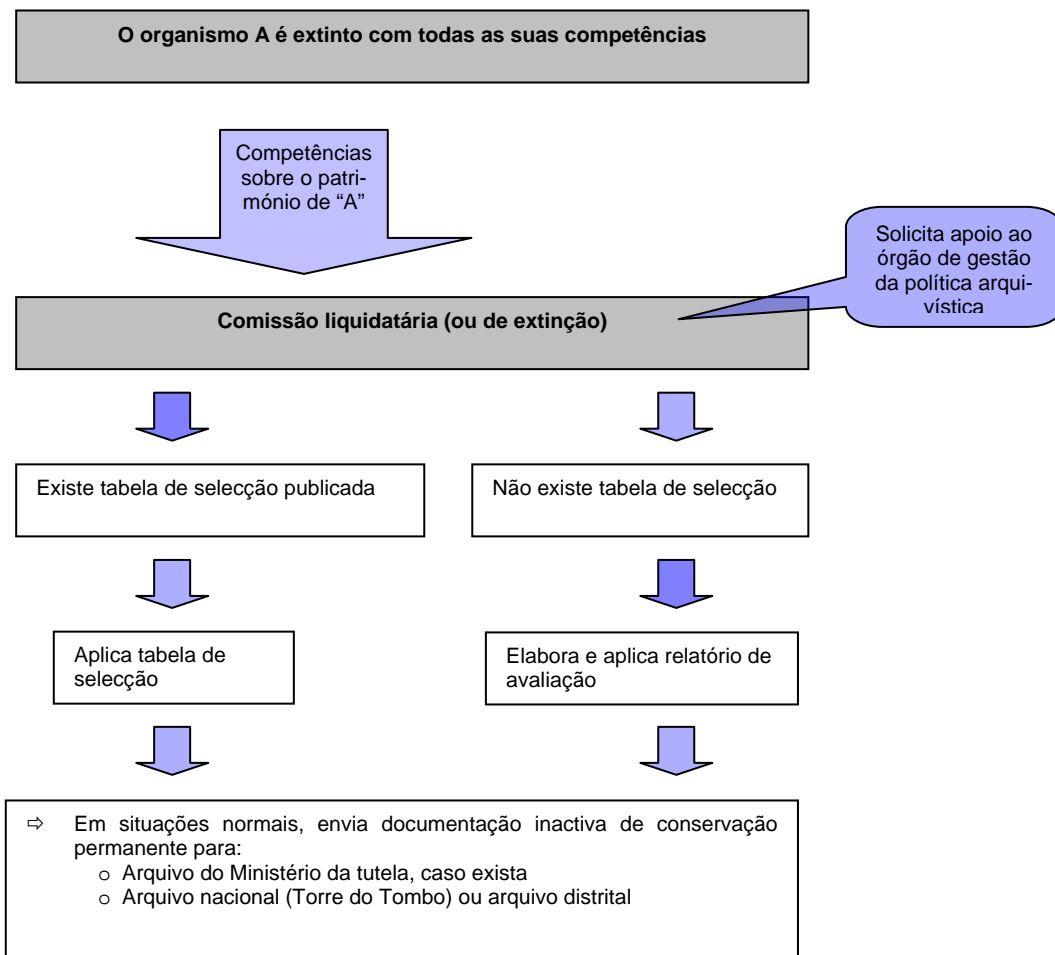 O organismo A é extinto com todas as suas competências
Competências
sobre o patri-
mónio de “A”
Solicita apoio ao
órgão de gestão
da política arqui-
vística
Comissão liquidatária (ou de extinção)
Existe tabela de selecção publicada
Não existe tabela de selecção
Aplica tabela de
selecção
Elabora e aplica relatório de
avaliação
⇨ Em situações normais, envia documentação inactiva de conservação
permanente para:
o Arquivo do Ministério da tutela, caso exista
o Arquivo nacional (Torre do Tombo) ou arquivo distrital